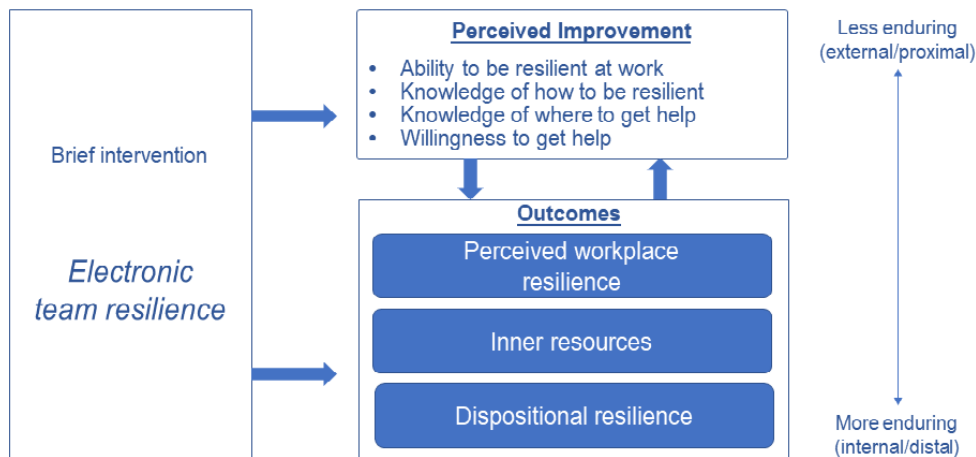 Brief intervention
Electronic
team resilience
Perceived Improvement
• Ability to be resilient at work
• Knowledge of how to be resilient
• Knowledge of where to get help
• Willingness to get help
Outcomes
Perceived workplace
resilience
Inner resources
Dispositional resilience
Less enduring
(external/proximal)
More enduring
(internal/distal)